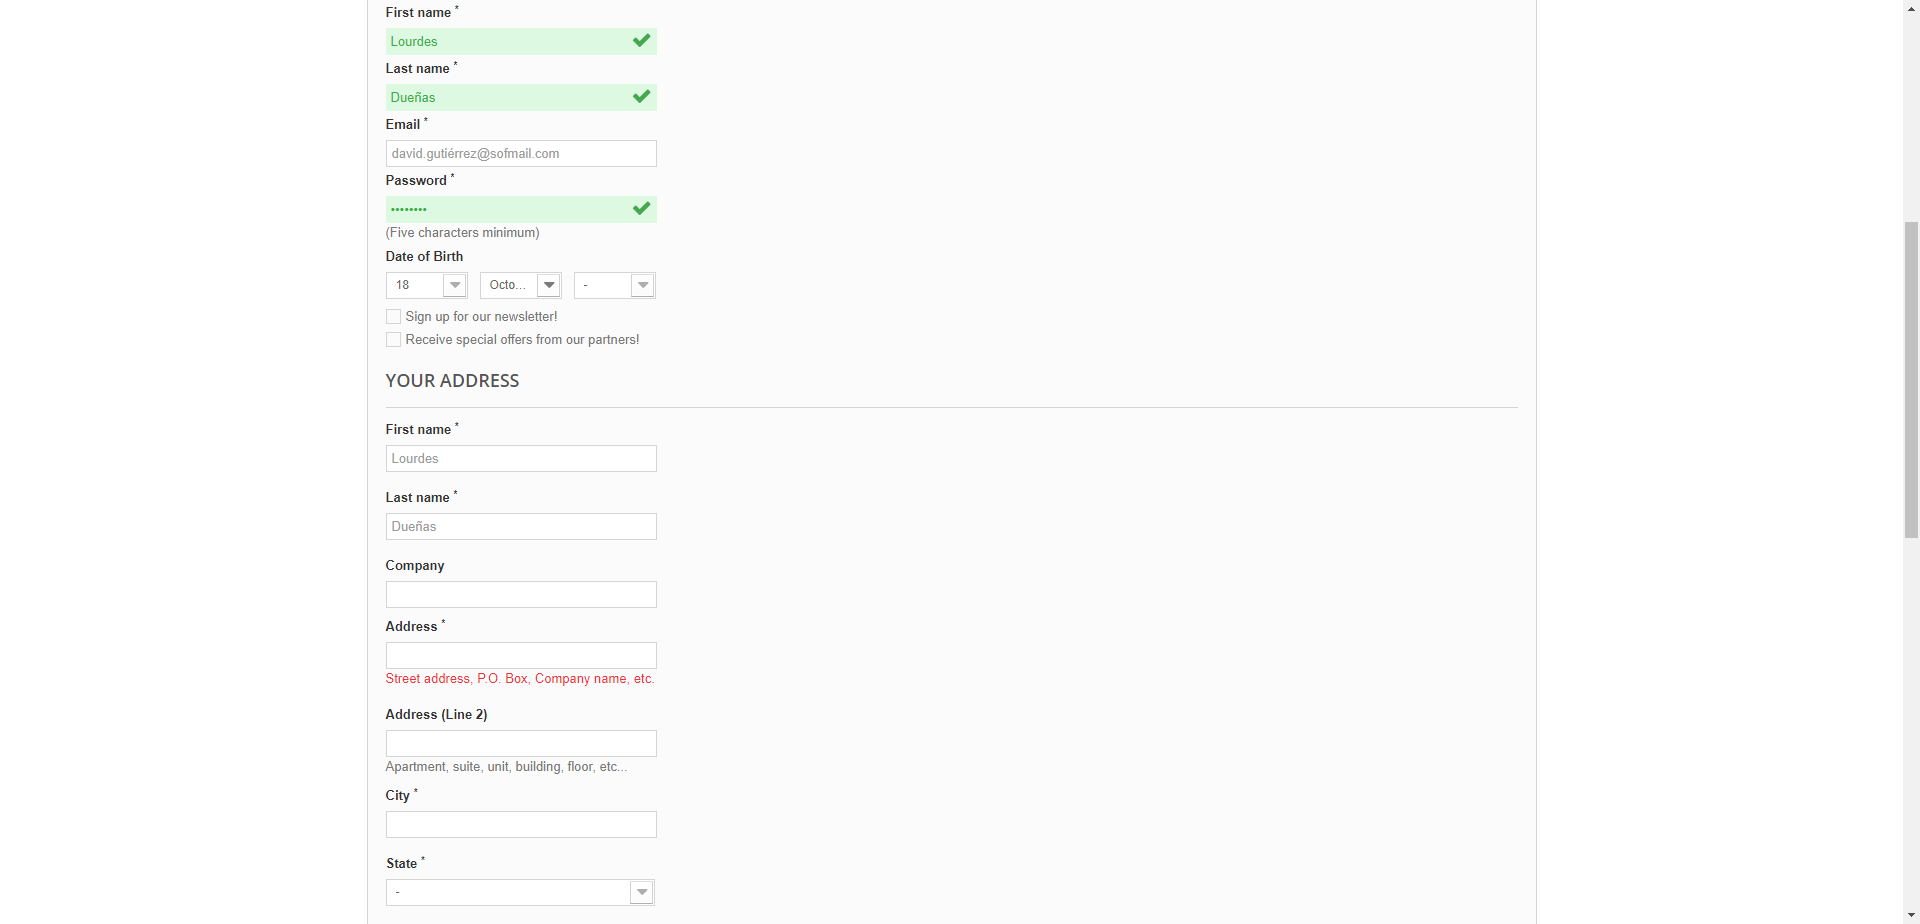 First name *
Lourdes
Last name *
Dueñas
Email *
david.gutiérrez@sofmail.com
Password *
••••••••
(Five characters minimum)
Date of Birth
18 Octo... -
Sign up for our newsletter!
Receive special offers from our partners!
YOUR ADDRESS
First name *
Lourdes
Last name *
Dueñas
Company
Address *
Street address, P.O. Box, Company name, etc.
Address (Line 2)
Apartment, suite, unit, building, floor, etc...
City *
State *
-